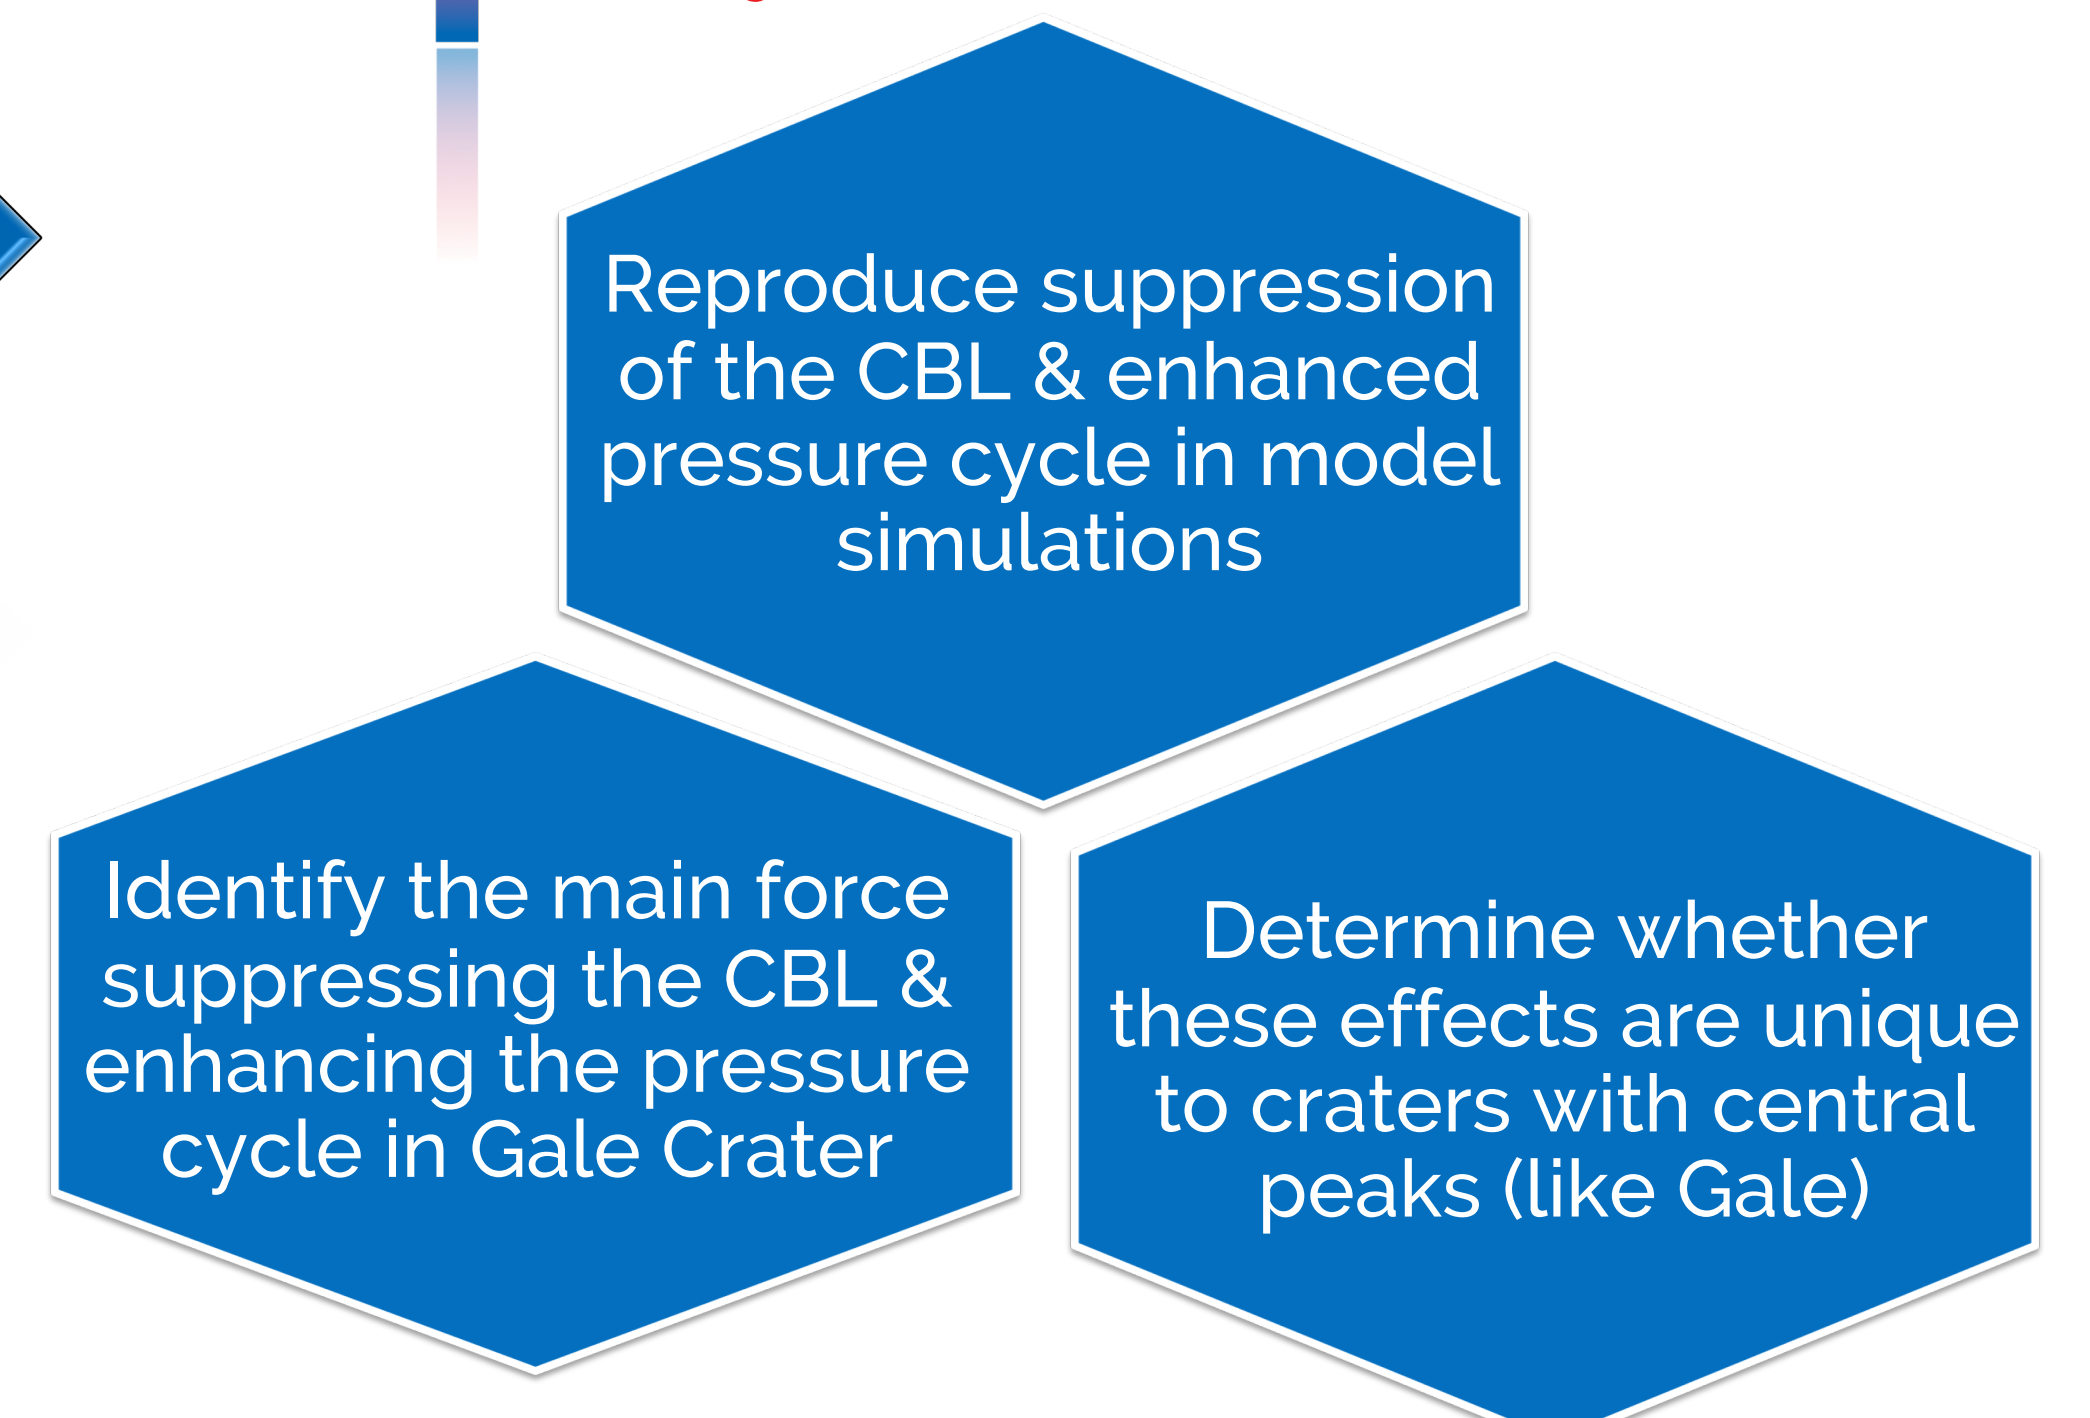 Reproduce suppression
of the CBL & enhanced
pressure cycle in model
simulations
Identify the main force
suppressing the CBL &
enhancing the pressure
cycle in Gale Crater
Determine whether
these effects are unique
to craters with central
peaks (like Gale)